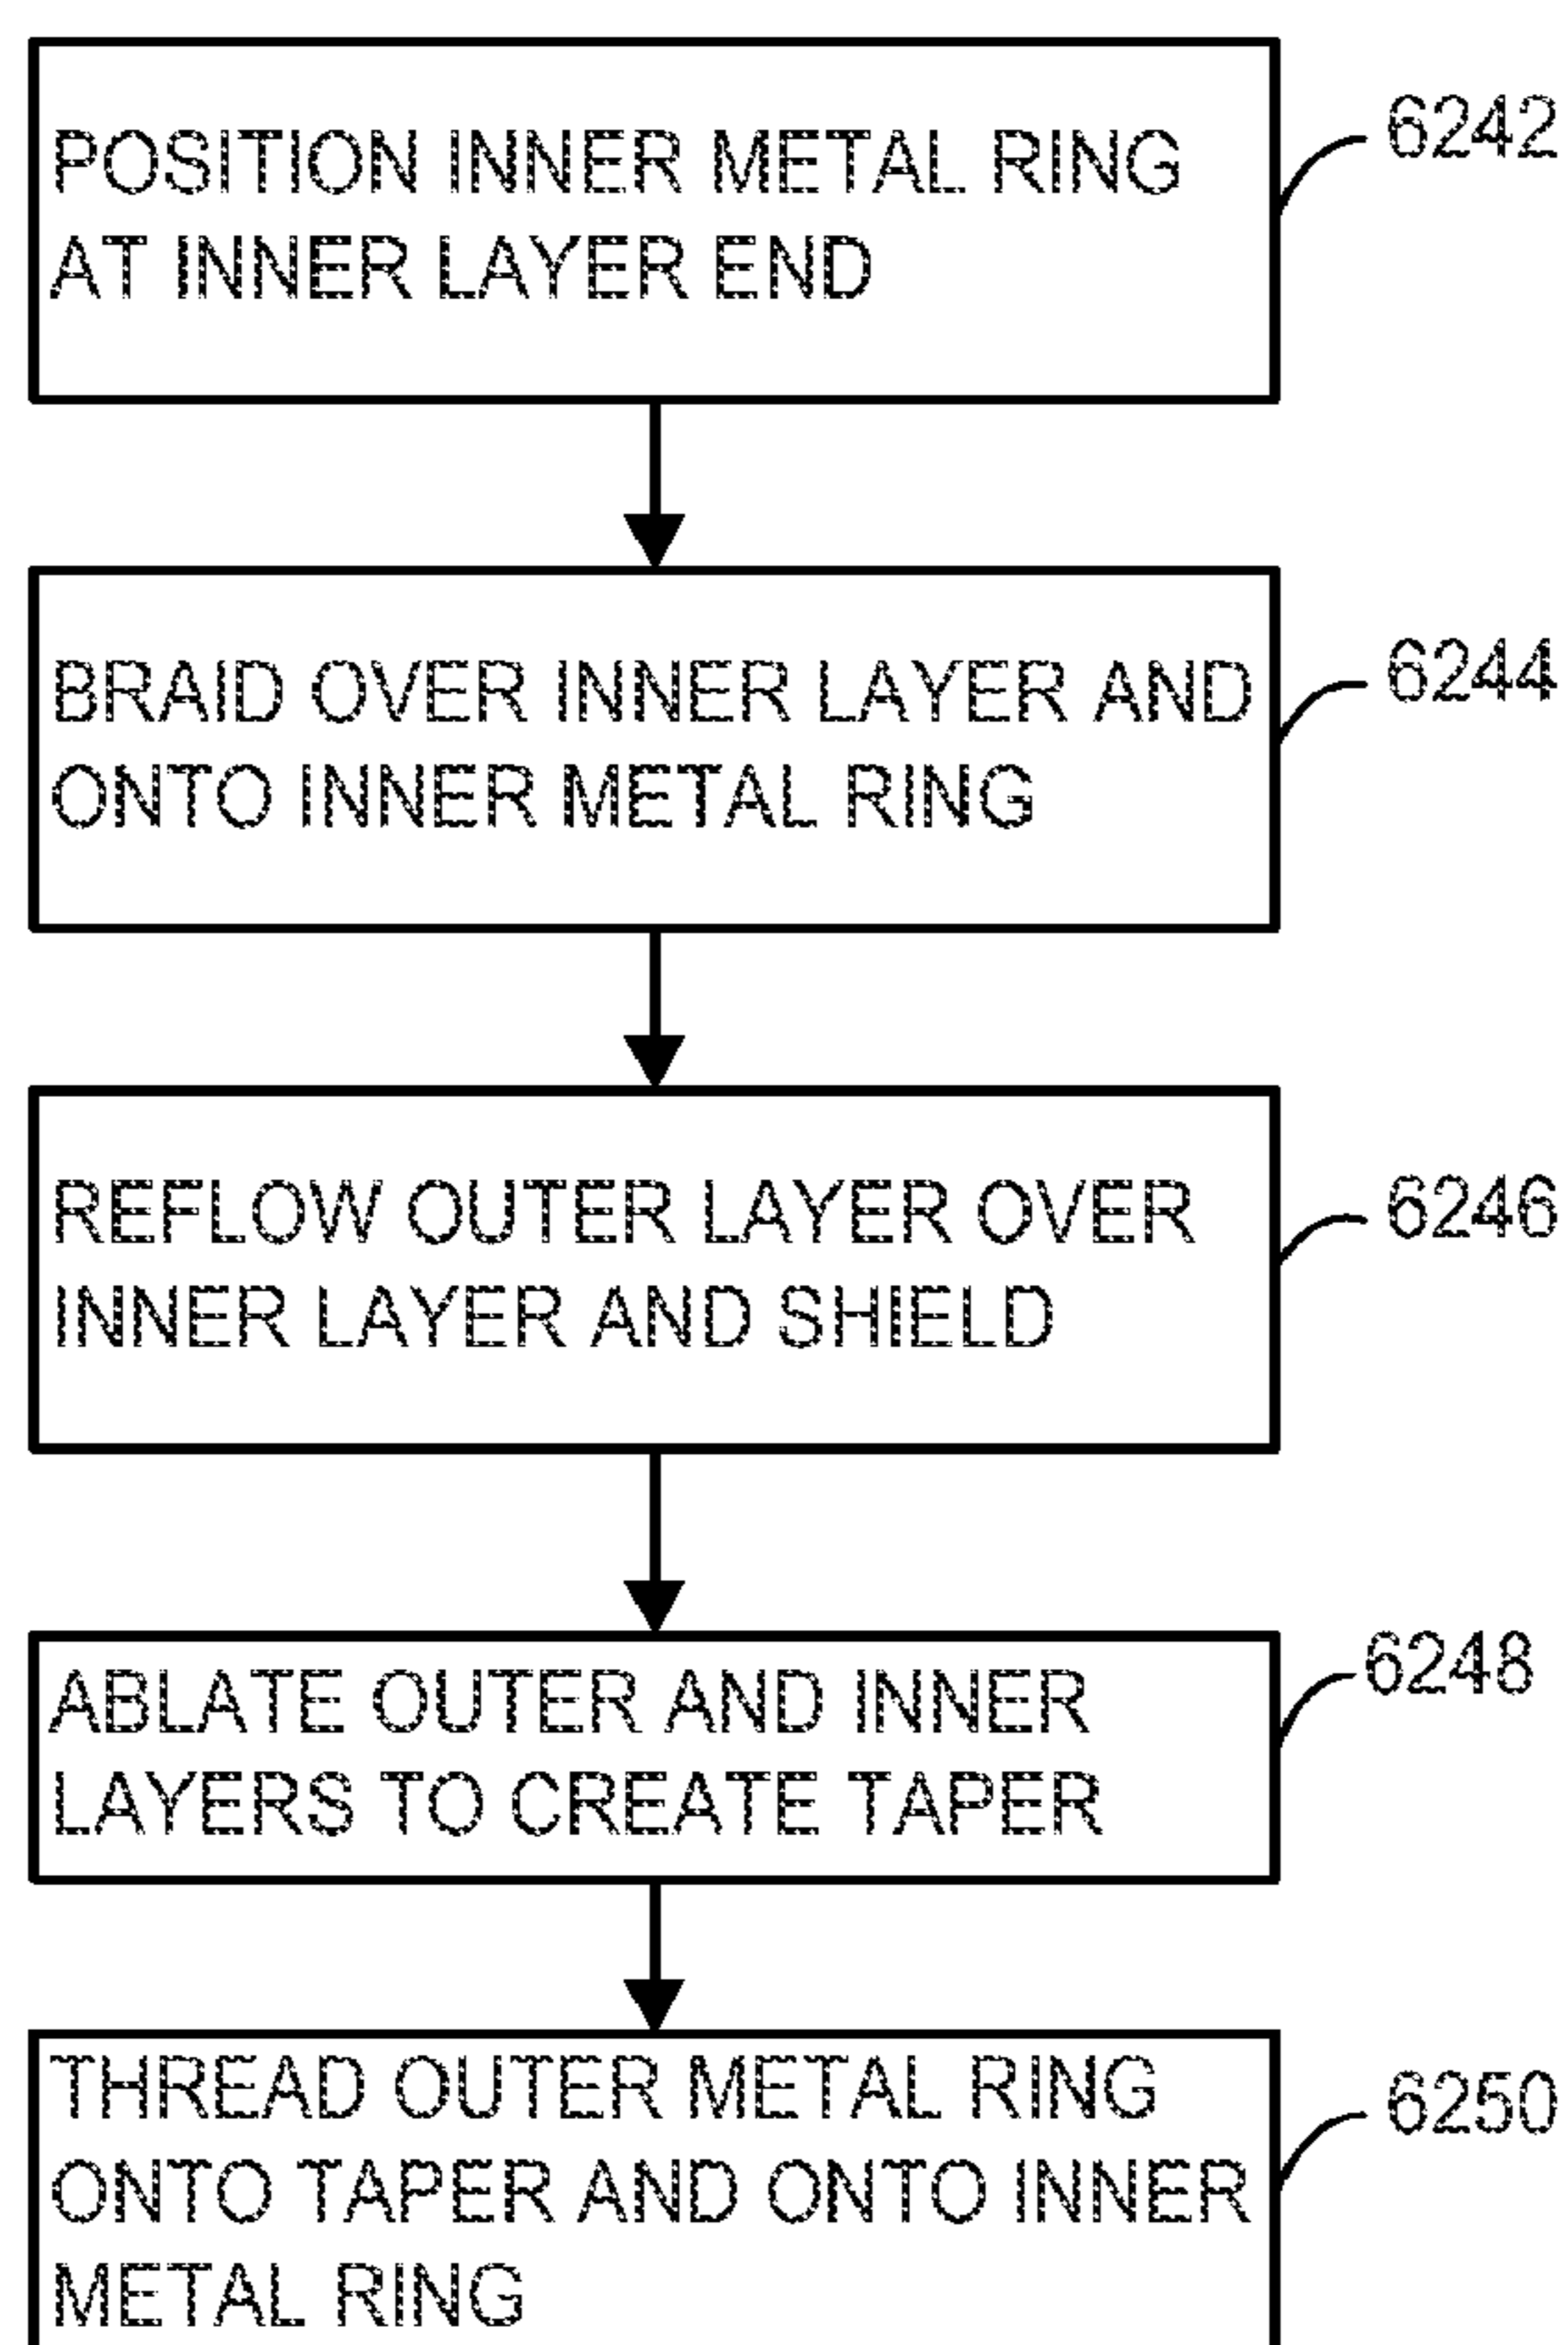 POSITION INNER METAL RING
AT INNER LAYER END
6242
BRAID OVER INNER LAYER AND
ONTO INNER METAL RING
6244
REFLOW OUTER LAYER OVER
INNER LAYER AND SHIELD
6246
ABLATE OUTER AND INNER
LAYERS TO CREATE TAPER
6248
THREAD OUTER METAL RING
ONTO TAPER AND ONTO INNER
METAL RING
6250